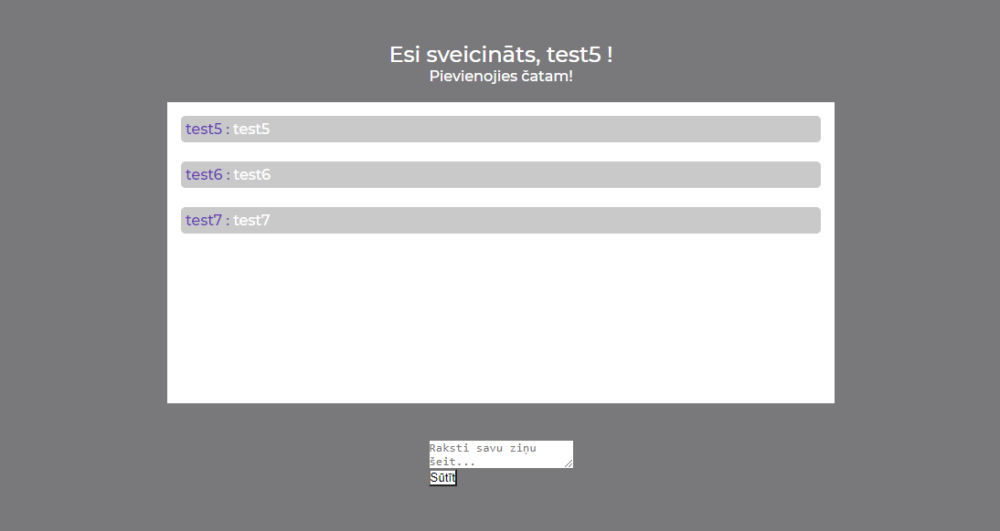 Esi sveicināts, test5 !
Pievienojies čatam!
test5 : test5
test6 : test6
test7 : test7
Raksti savu ziņu
šeit...
Sūtīt